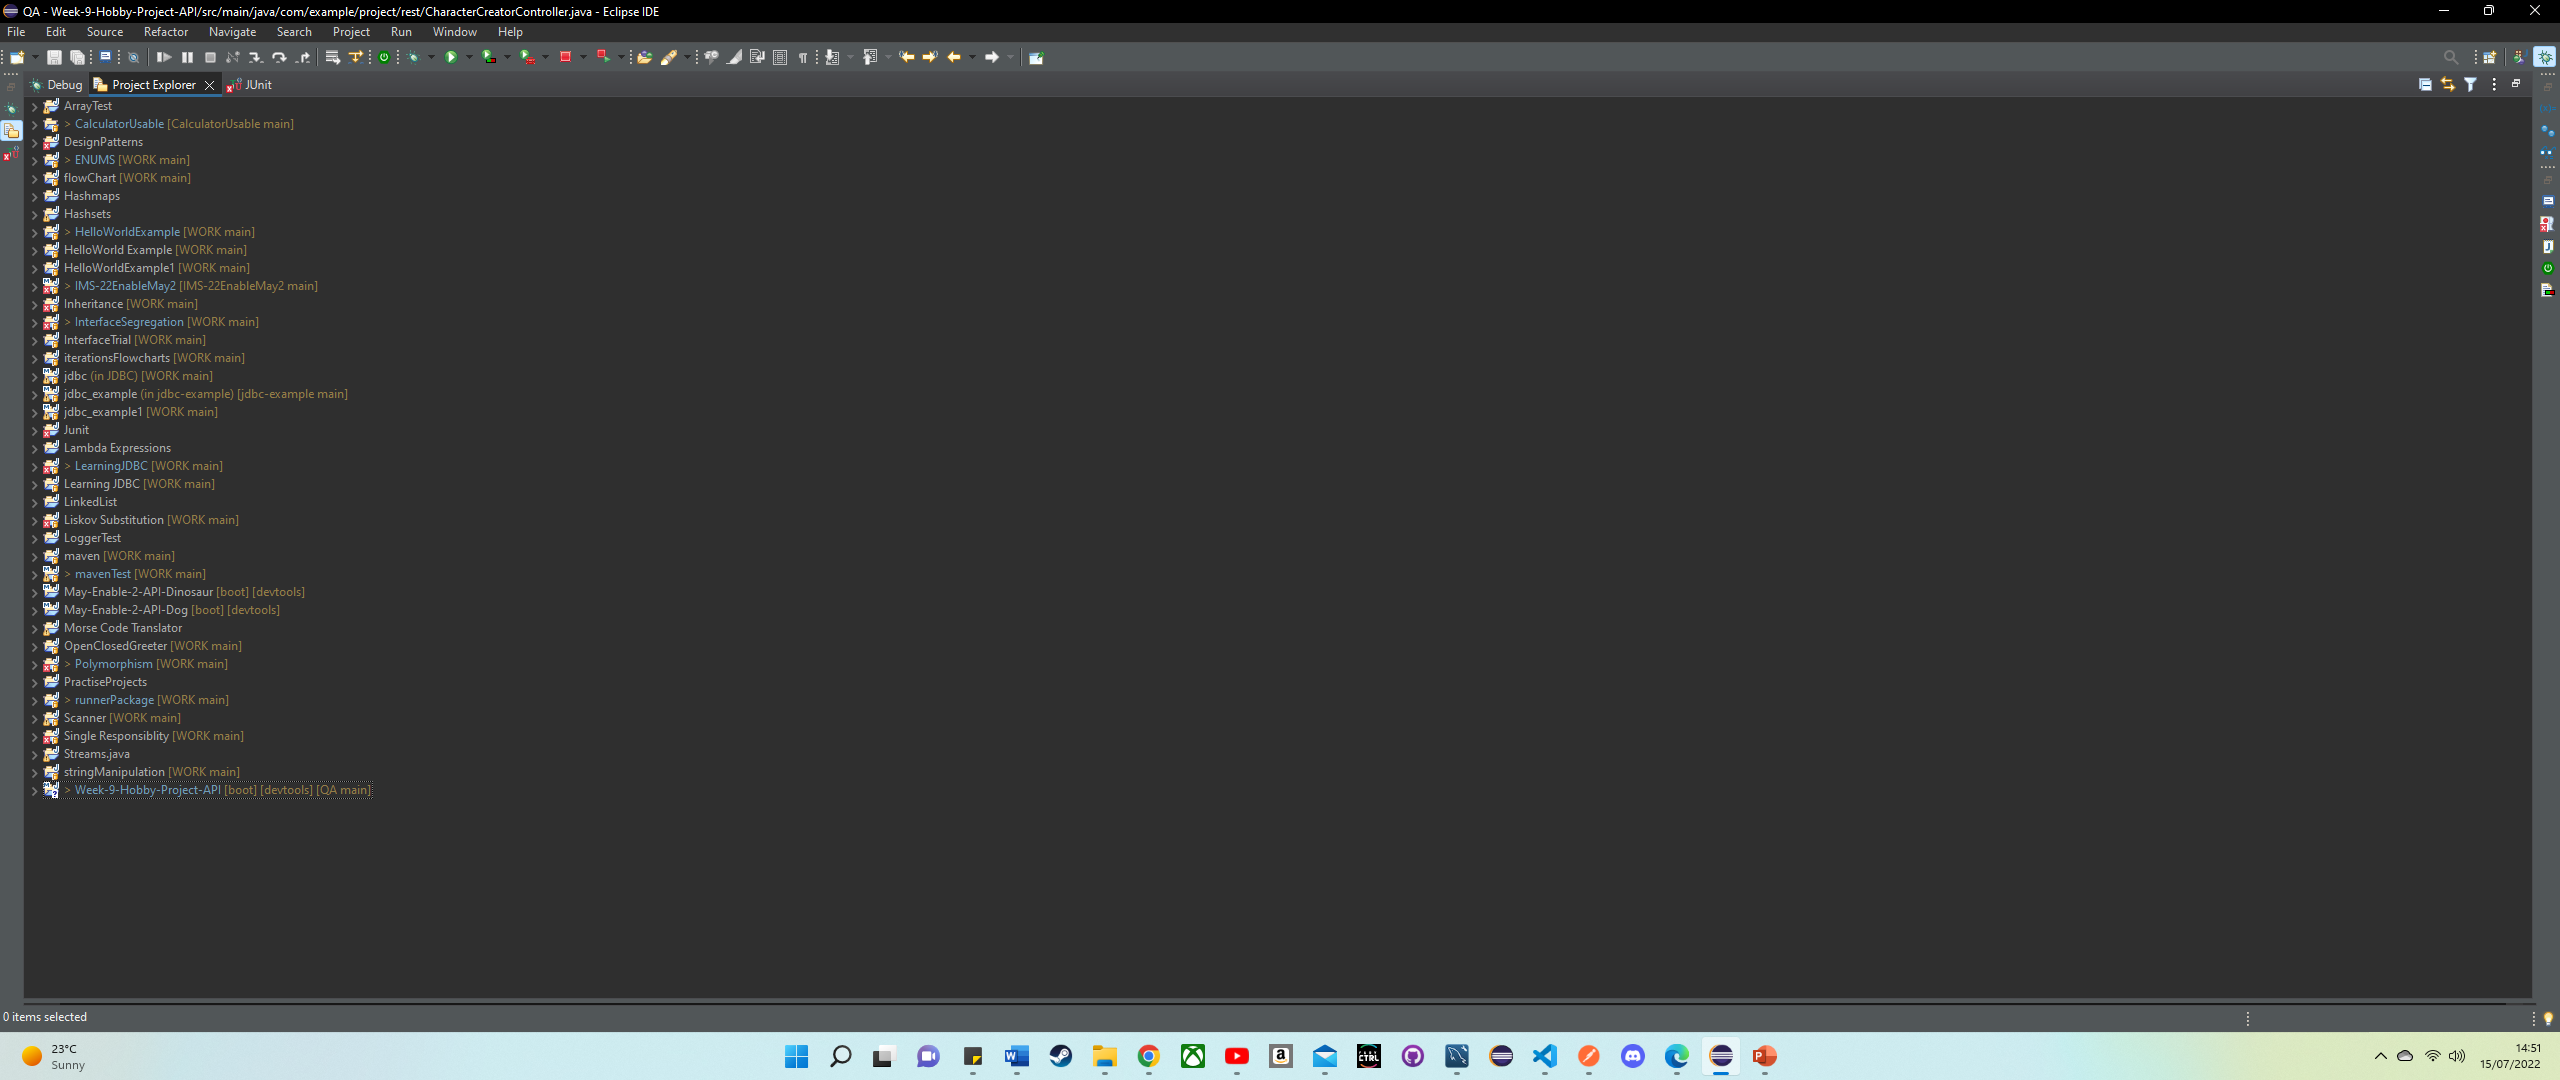 QA - Week-9-Hobby-Project-API/src/main/java/com/example/project/rest/CharacterCreatorController.java - Eclipse IDE
File Edit Source Refactor Navigate Search Project Run Window Help
Debug Project Explorer JUnit
ArrayTest
> CalculatorUsable [CalculatorUsable main]
DesignPatterns
> ENUMS [WORK main]
flowChart [WORK main]
Hashmaps
Hashsets
> HelloWorldExample [WORK main]
HelloWorld Example [WORK main]
HelloWorldExample1 [WORK main]
> IMS-22EnableMay2 [IMS-22EnableMay2 main]
Inheritance [WORK main]
> InterfaceSegregation [WORK main]
InterfaceTrial [WORK main]
iterationsFlowcharts [WORK main]
jdbc (in JDBC) [WORK main]
jdbc_example (in jdbc-example) [jdbc-example main]
jdbc_example1 [WORK main]
Junit
Lambda Expressions
> LearningJDBC [WORK main]
Learning JDBC [WORK main]
LinkedList
Liskov Substitution [WORK main]
LoggerTest
maven [WORK main]
> mavenTest [WORK main]
May-Enable-2-API-Dinosaur [boot] [devtools]
May-Enable-2-API-Dog [boot] [devtools]
Morse Code Translator
OpenClosedGreeter [WORK main]
> Polymorphism [WORK main]
PractiseProjects
> runnerPackage [WORK main]
Scanner [WORK main]
Single Responsiblity [WORK main]
Streams.java
stringManipulation [WORK main]
> Week-9-Hobby-Project-API [boot] [devtools] [QA main]
0 items selected
23°C
Sunny
14:51
15/07/2022